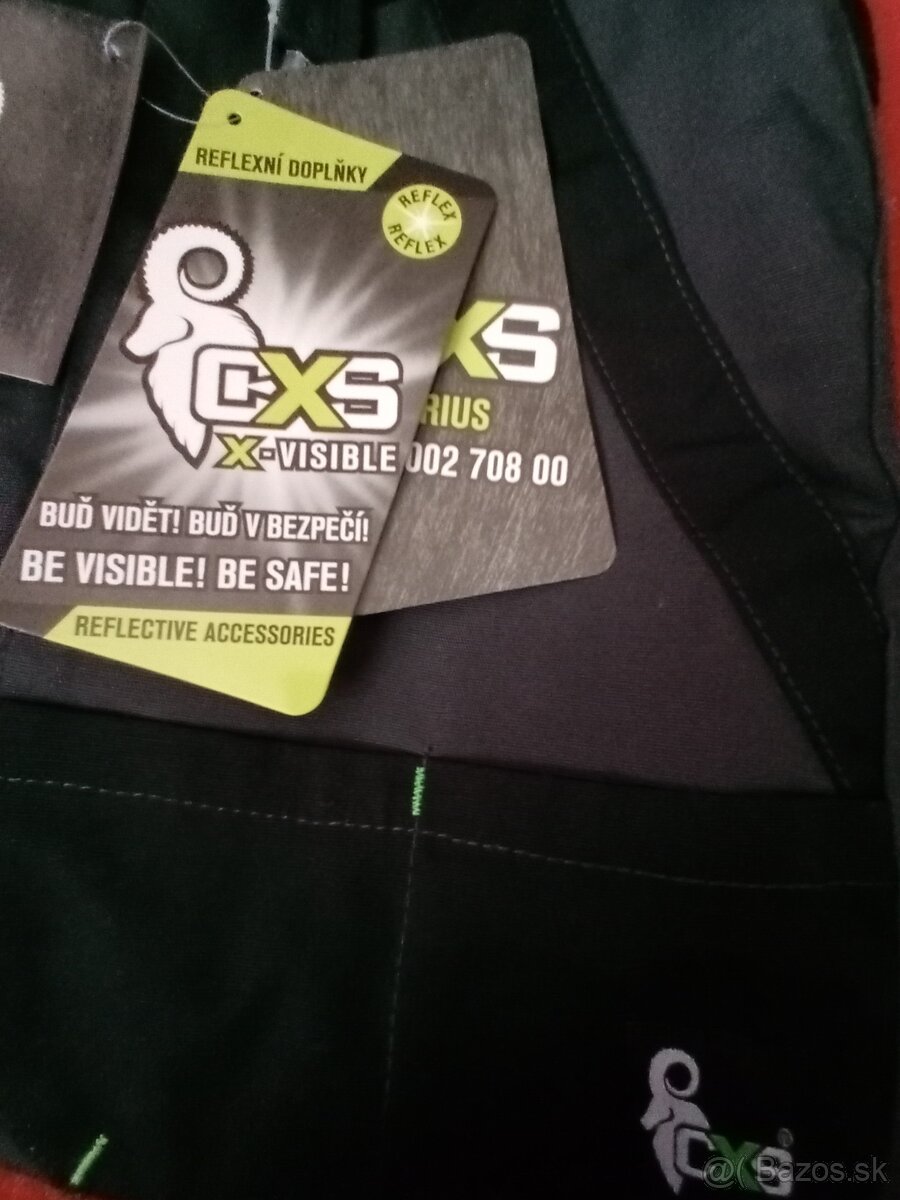 REFLEXNÍ DOPLŇKY
REFLEX
REFLEX
CXS
X-VISIBLE
BUĎ VIDĚT! BUĎ V BEZPEČÍ!
BE VISIBLE! BE SAFE!
REFLECTIVE ACCESSORIES
XS
RIUS
002 708 00
CXS®
@( Bazos.sk